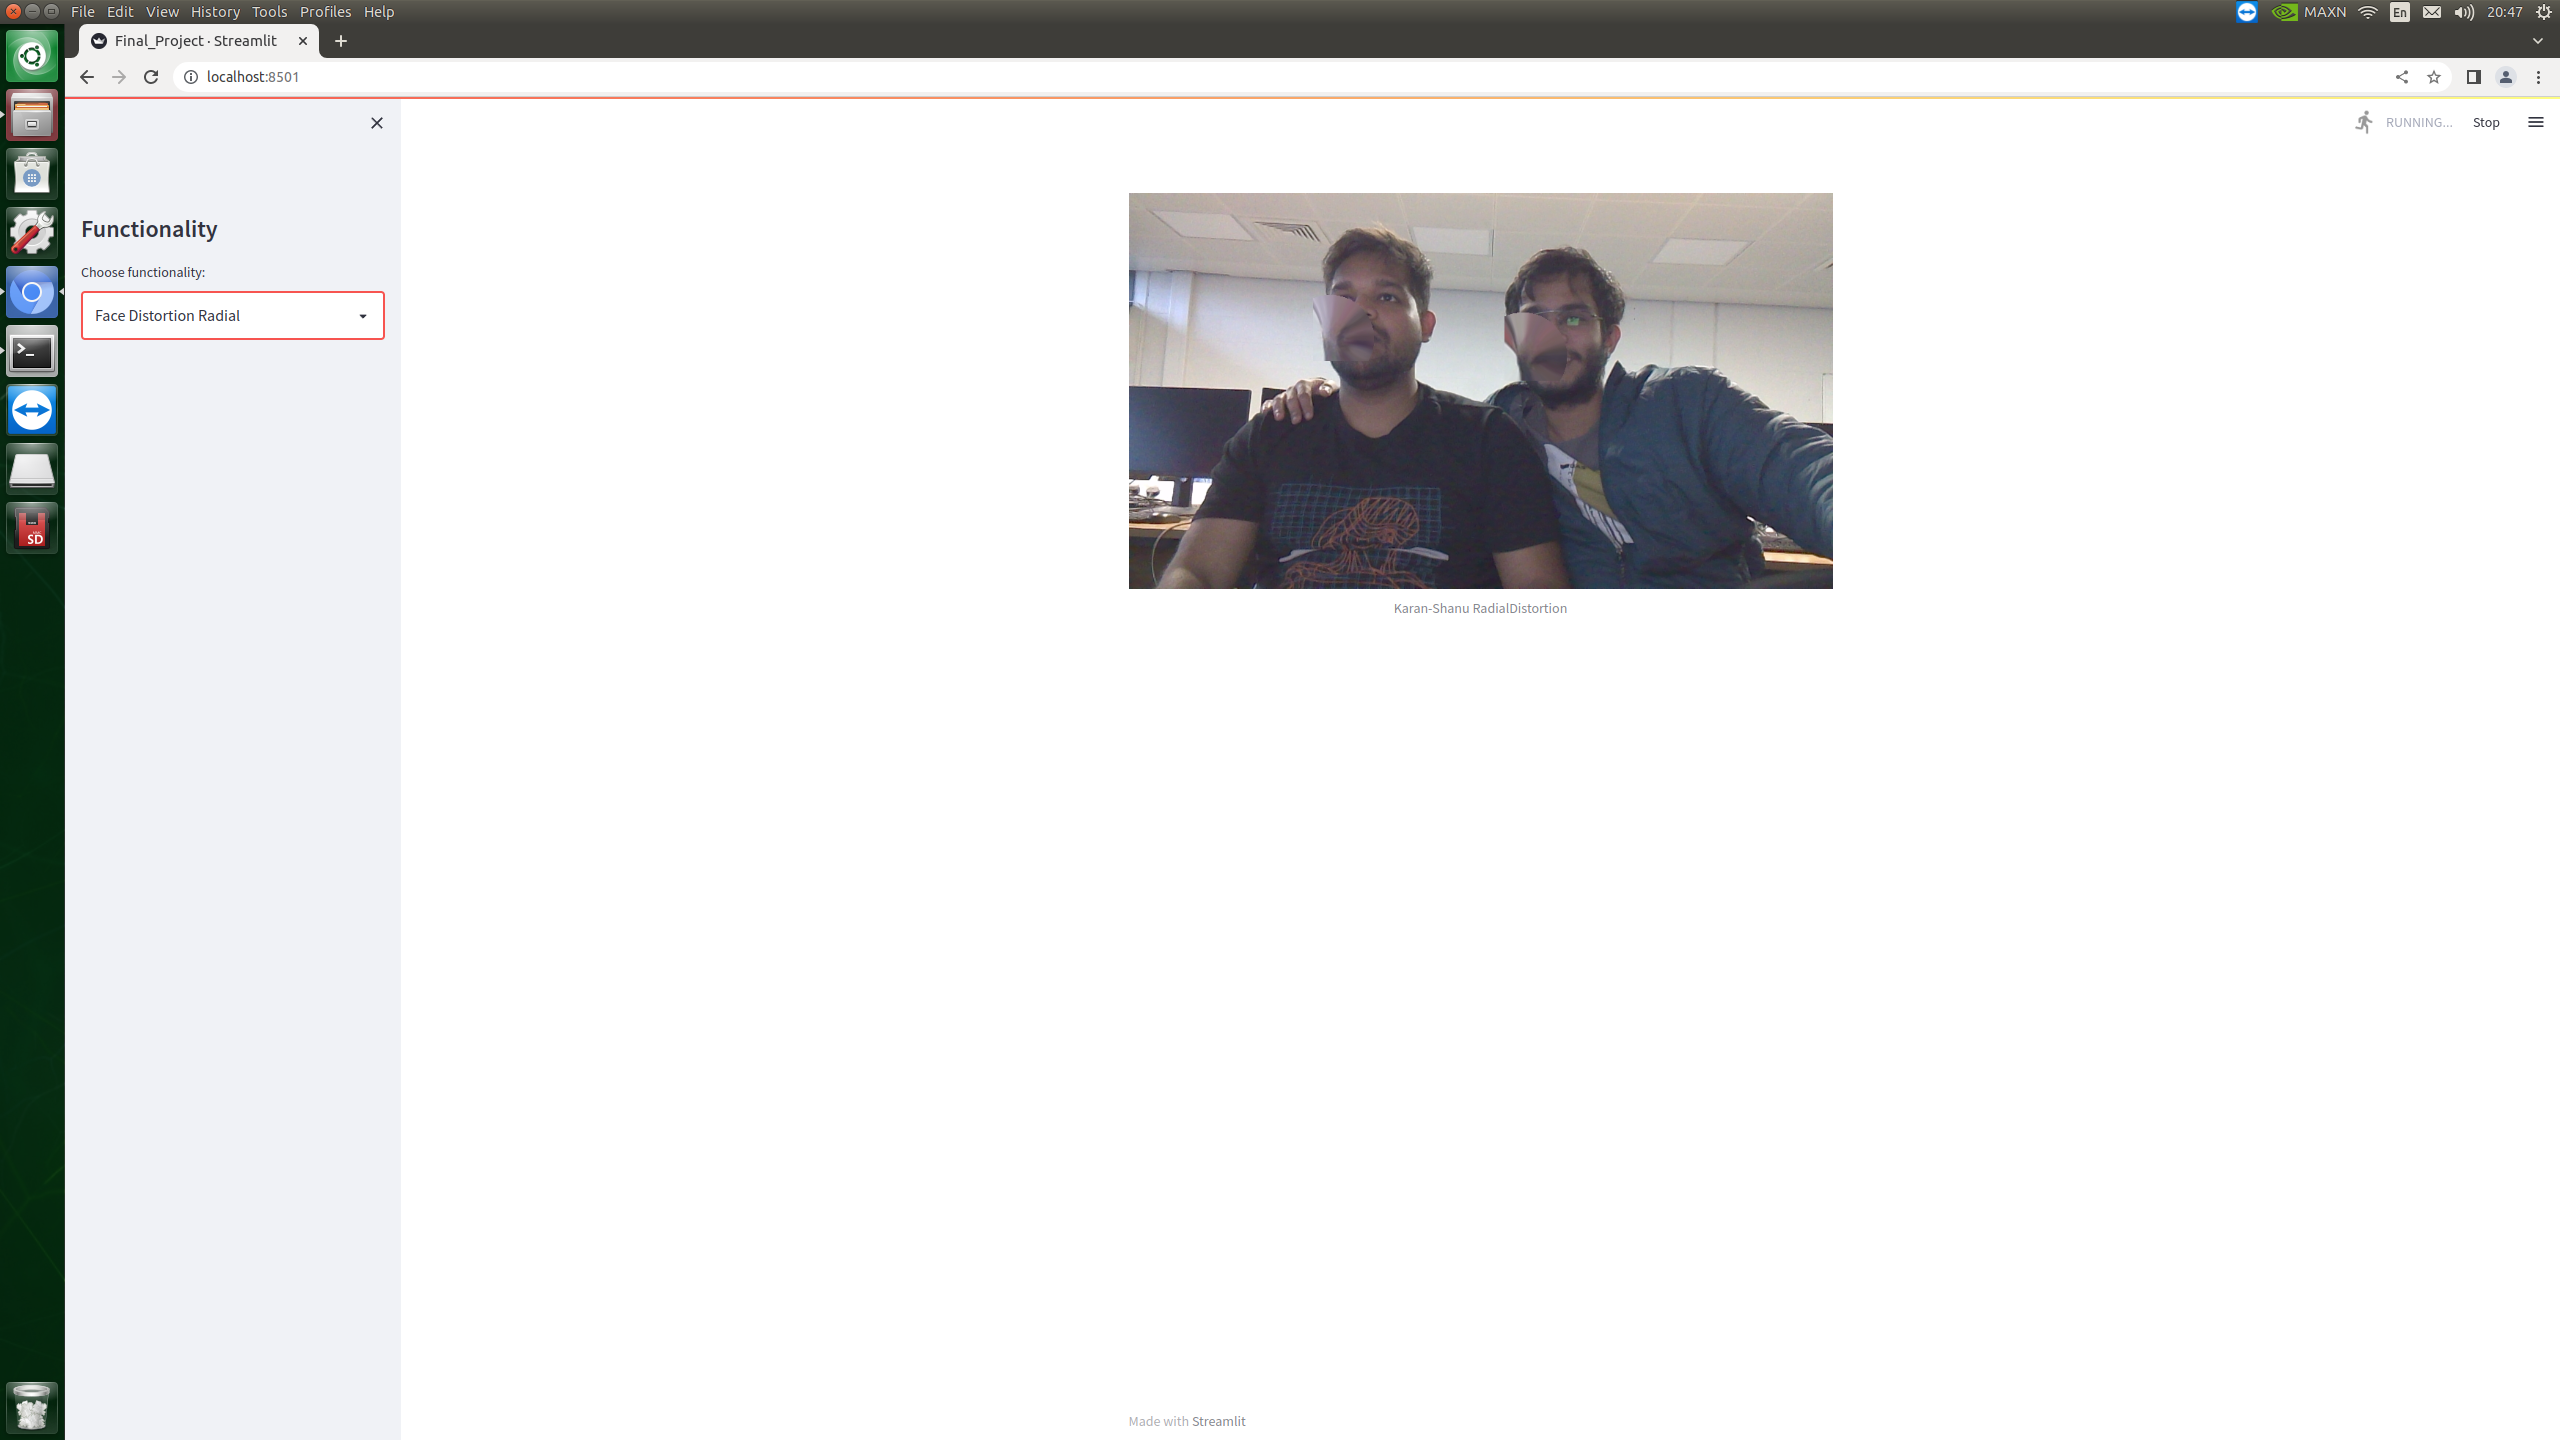 File Edit View History Tools Profiles Help
MAXN En 20:47
Final_Project · Streamlit
localhost:8501
RUNNING... Stop
Functionality
Choose functionality:
Face Distortion Radial
SD
Karan-Shanu RadialDistortion
Made with Streamlit